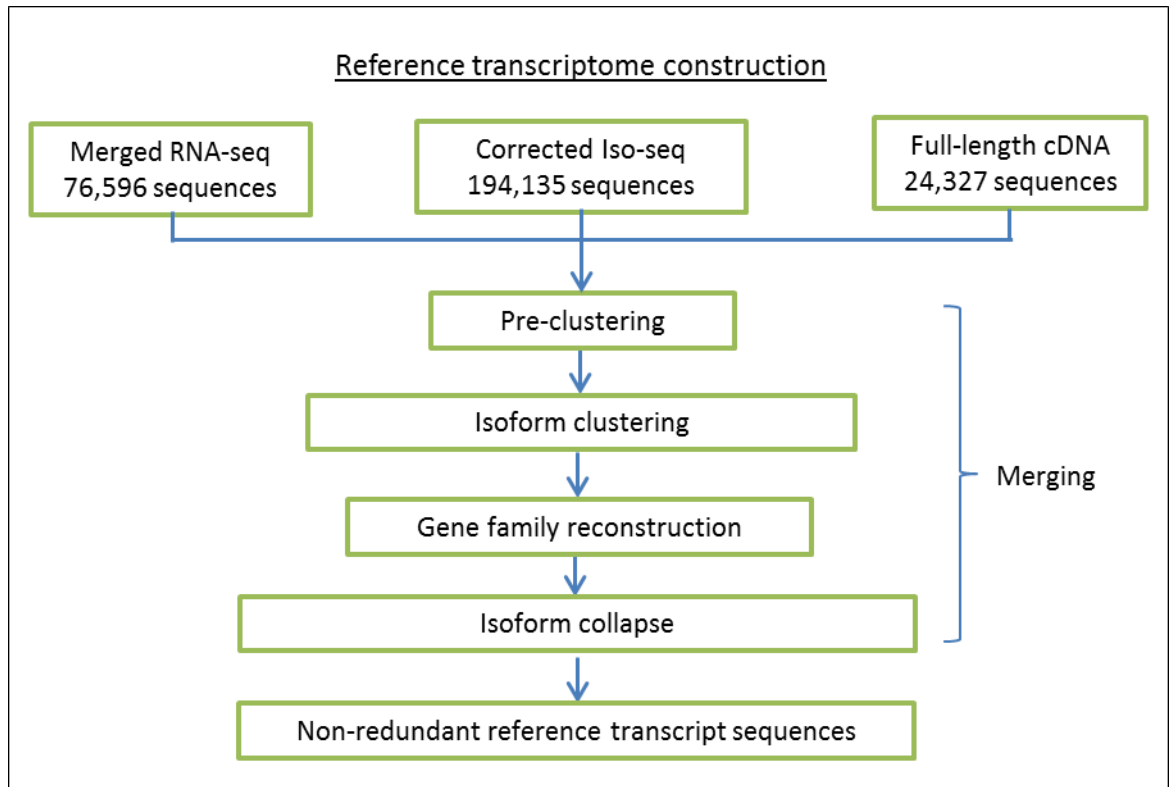 Reference transcriptome construction
Merged RNA-seq
76,596 sequences
Corrected Iso-seq
194,135 sequences
Full-length cDNA
24,327 sequences
Pre-clustering
Isoform clustering
Gene family reconstruction
Isoform collapse
Merging
Non-redundant reference transcript sequences